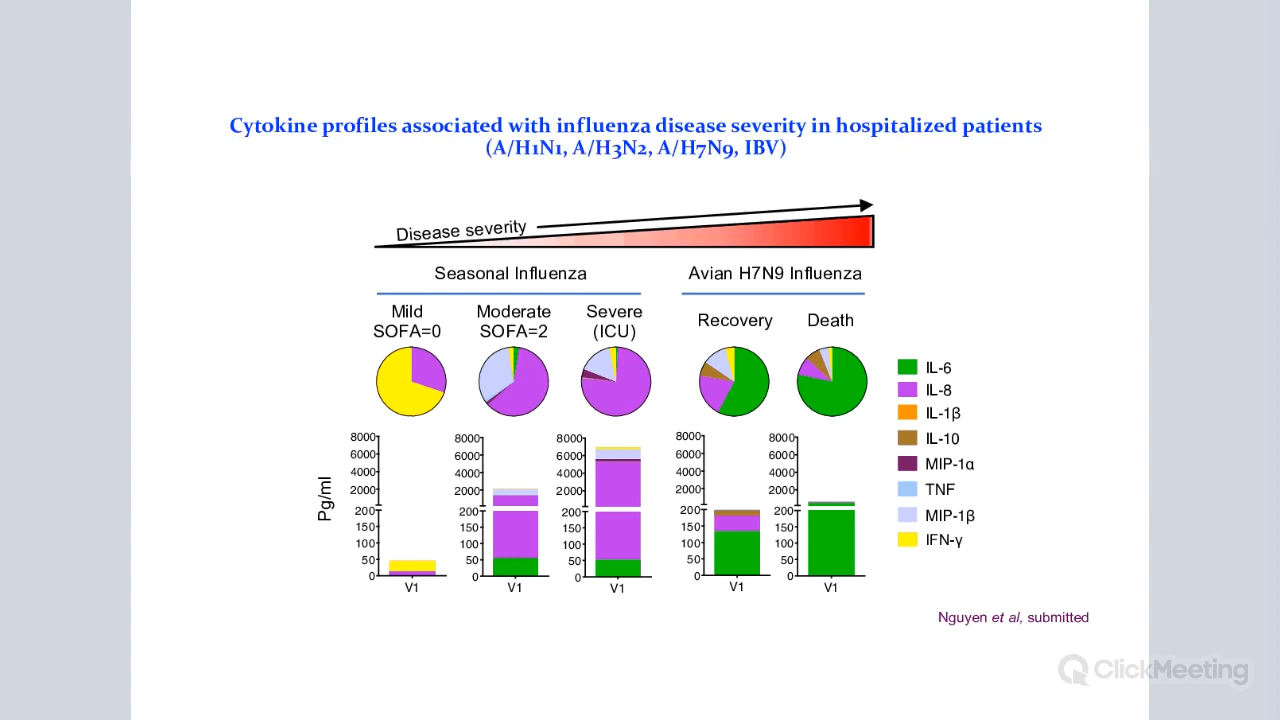 Cytokine profiles associated with influenza disease severity in hospitalized patients
(A/H1N1, A/H3N2, A/H7N9, IBV)
Disease severity
Seasonal Influenza
Avian H7N9 Influenza
Mild
SOFA=0
Moderate
SOFA=2
Severe
(ICU)
Recovery
Death
IL-6
IL-8
IL-1β
IL-10
MIP-1α
TNF
MIP-1β
IFN-γ
Pg/ml
8000
6000
4000
2000
200
150
100
50
0
V1
8000
6000
4000
2000
200
150
100
50
0
V1
8000
6000
4000
2000
200
150
100
50
0
V1
8000
6000
4000
2000
200
150
100
50
0
V1
8000
6000
4000
2000
200
150
100
50
0
V1
Nguyen et al, submitted
ClickMeeting